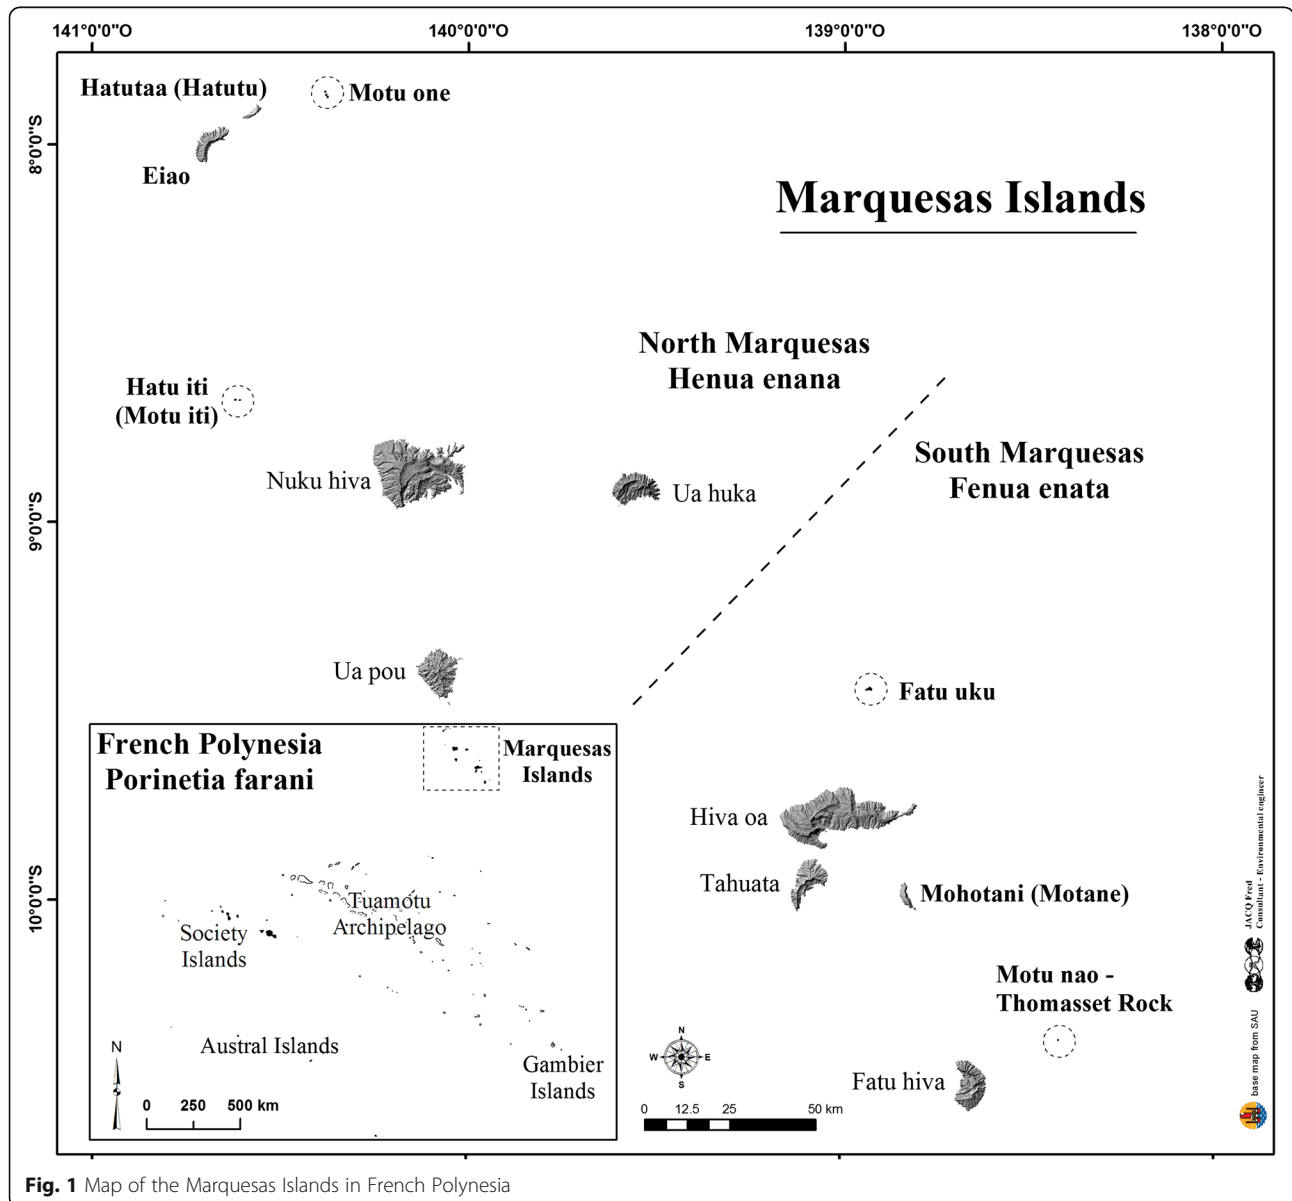 141°0'0"O
140°0'0"O
139°0'0"O
138°0'0"O
Hatutaa (Hatutu)
Motu one
8°0'0"S
Eiao
Marquesas Islands
North Marquesas
Henua enana
Hatu iti
(Motu iti)
South Marquesas
Fenua enata
Nuku hiva
Ua huka
9°0'0"S
Ua pou
Fatu uku
French Polynesia
Porinetia farani
Marquesas
Islands
Hiva oa
Tahuata
Mohotani (Motane)
10°0'0"S
Tuamotu
Archipelago
Society
Islands
Motu nao -
Thomasset Rock
Austral Islands
Gambier
Islands
N
0 250 500 km
N
W E
S
Fatu hiva
0 12.5 25 50 km
JACQ Fred
Consultant - Environmental engineer
base map from SAU
Fig. 1 Map of the Marquesas Islands in French Polynesia